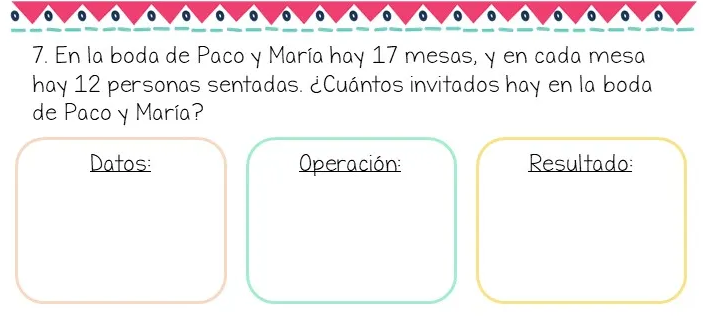 7. En la boda de Paco y María hay 17 mesas, y en cada mesa
hay 12 personas sentadas. ¿Cuántos invitados hay en la boda
de Paco y María?
Datos:
Operación:
Resultado: